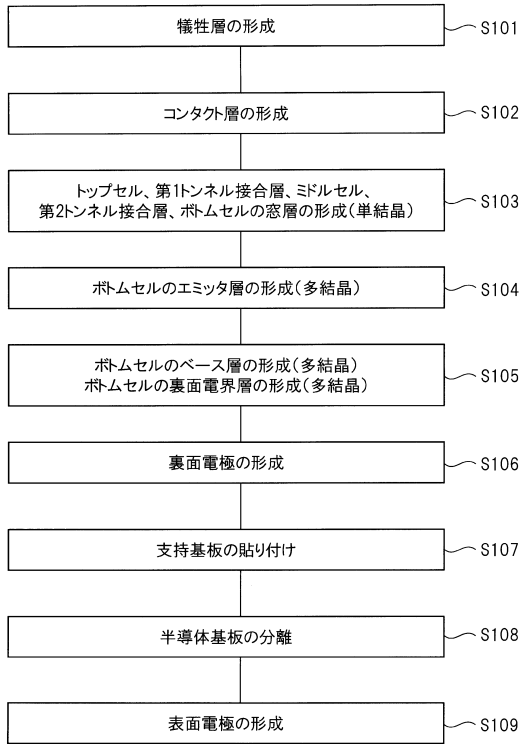 犠牲層の形成
S101
コンタクト層の形成
S102
トップセル、第1トンネル接合層、ミドルセル、
第2トンネル接合層、ボトムセルの窓層の形成(単結晶)
S103
ボトムセルのエミッタ層の形成(多結晶)
S104
ボトムセルのベース層の形成(多結晶)
ボトムセルの裏面電界層の形成(多結晶)
S105
裏面電極の形成
S106
支持基板の貼り付け
S107
半導体基板の分離
S108
表面電極の形成
S109